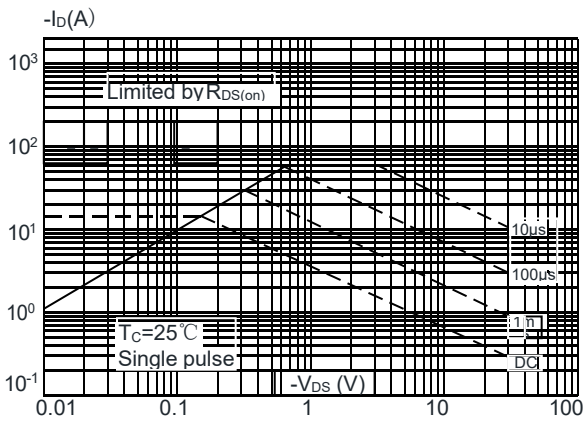 -ID(A)
10³
Limited by RDS(on)
10²
10¹
10μs
100μs
10⁰
1m
TC=25℃
Single pulse
DC
10⁻¹
-VDS (V)
0.01 0.1 1 10 100